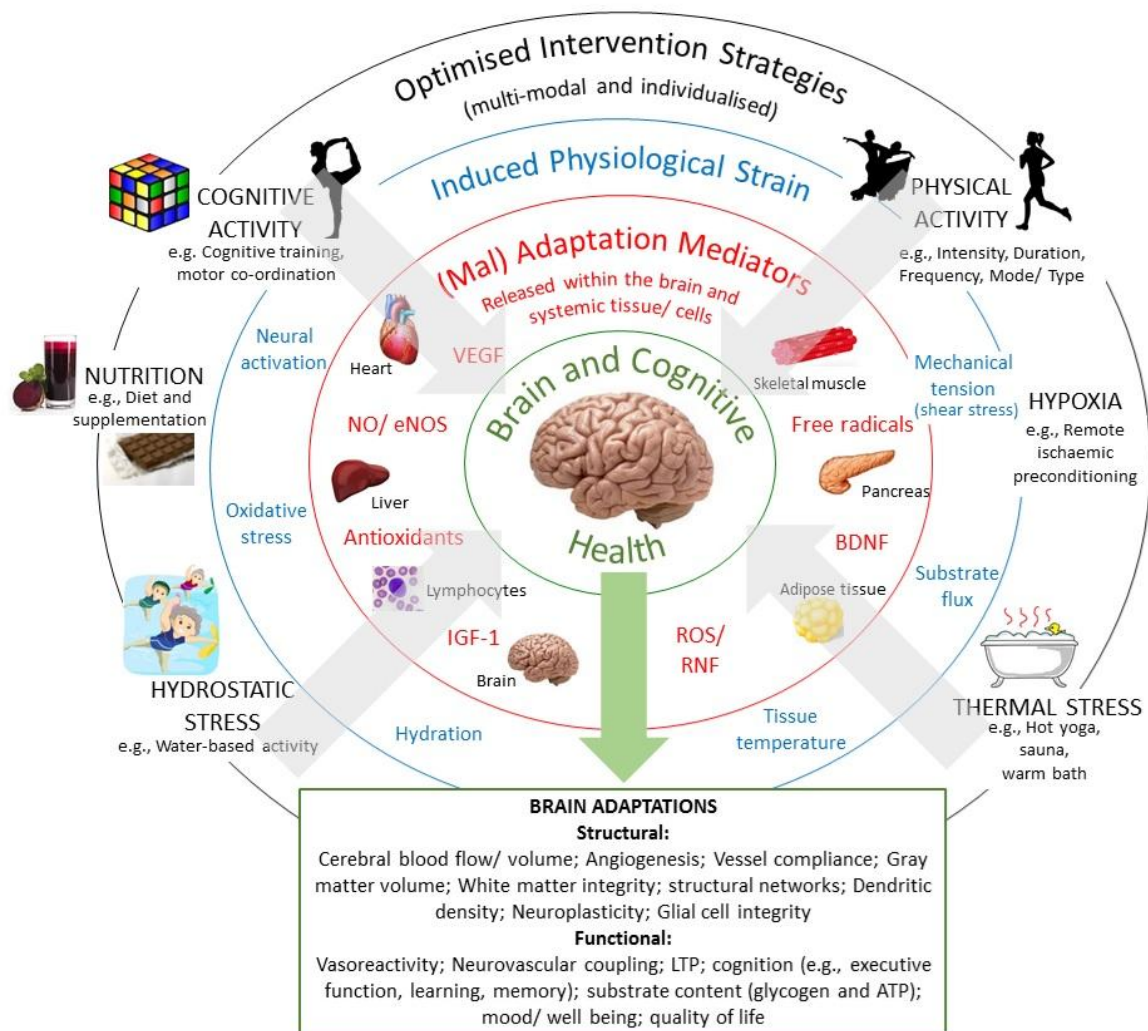 Optimised Intervention Strategies
(multi-modal and individualised)
Induced Physiological Strain
(Mal) Adaptation Mediators
Released within the brain and
systemic tissue/ cells
COGNITIVE
ACTIVITY
e.g. Cognitive training,
motor co-ordination
PHYSICAL
ACTIVITY
e.g., Intensity, Duration,
Frequency, Mode/ Type
NUTRITION
e.g., Diet and
supplementation
HYPOXIA
e.g., Remote
ischaemic
preconditioning
HYDROSTATIC
STRESS
e.g., Water-based activity
THERMAL STRESS
e.g., Hot yoga,
sauna,
warm bath
Neural
activation
Mechanical
tension
(shear stress)
Oxidative
stress
Substrate
flux
Hydration
Tissue
temperature
Heart
VEGF
Skeletal muscle
NO/ eNOS
Free radicals
Liver
Pancreas
Antioxidants
BDNF
Lymphocytes
Adipose tissue
IGF-1
Brain
ROS/
RNF
Brain and Cognitive
Health
BRAIN ADAPTATIONS
Structural:
Cerebral blood flow/ volume; Angiogenesis; Vessel compliance; Gray
matter volume; White matter integrity; structural networks; Dendritic
density; Neuroplasticity; Glial cell integrity
Functional:
Vasoreactivity; Neurovascular coupling; LTP; cognition (e.g., executive
function, learning, memory); substrate content (glycogen and ATP);
mood/ well being; quality of life